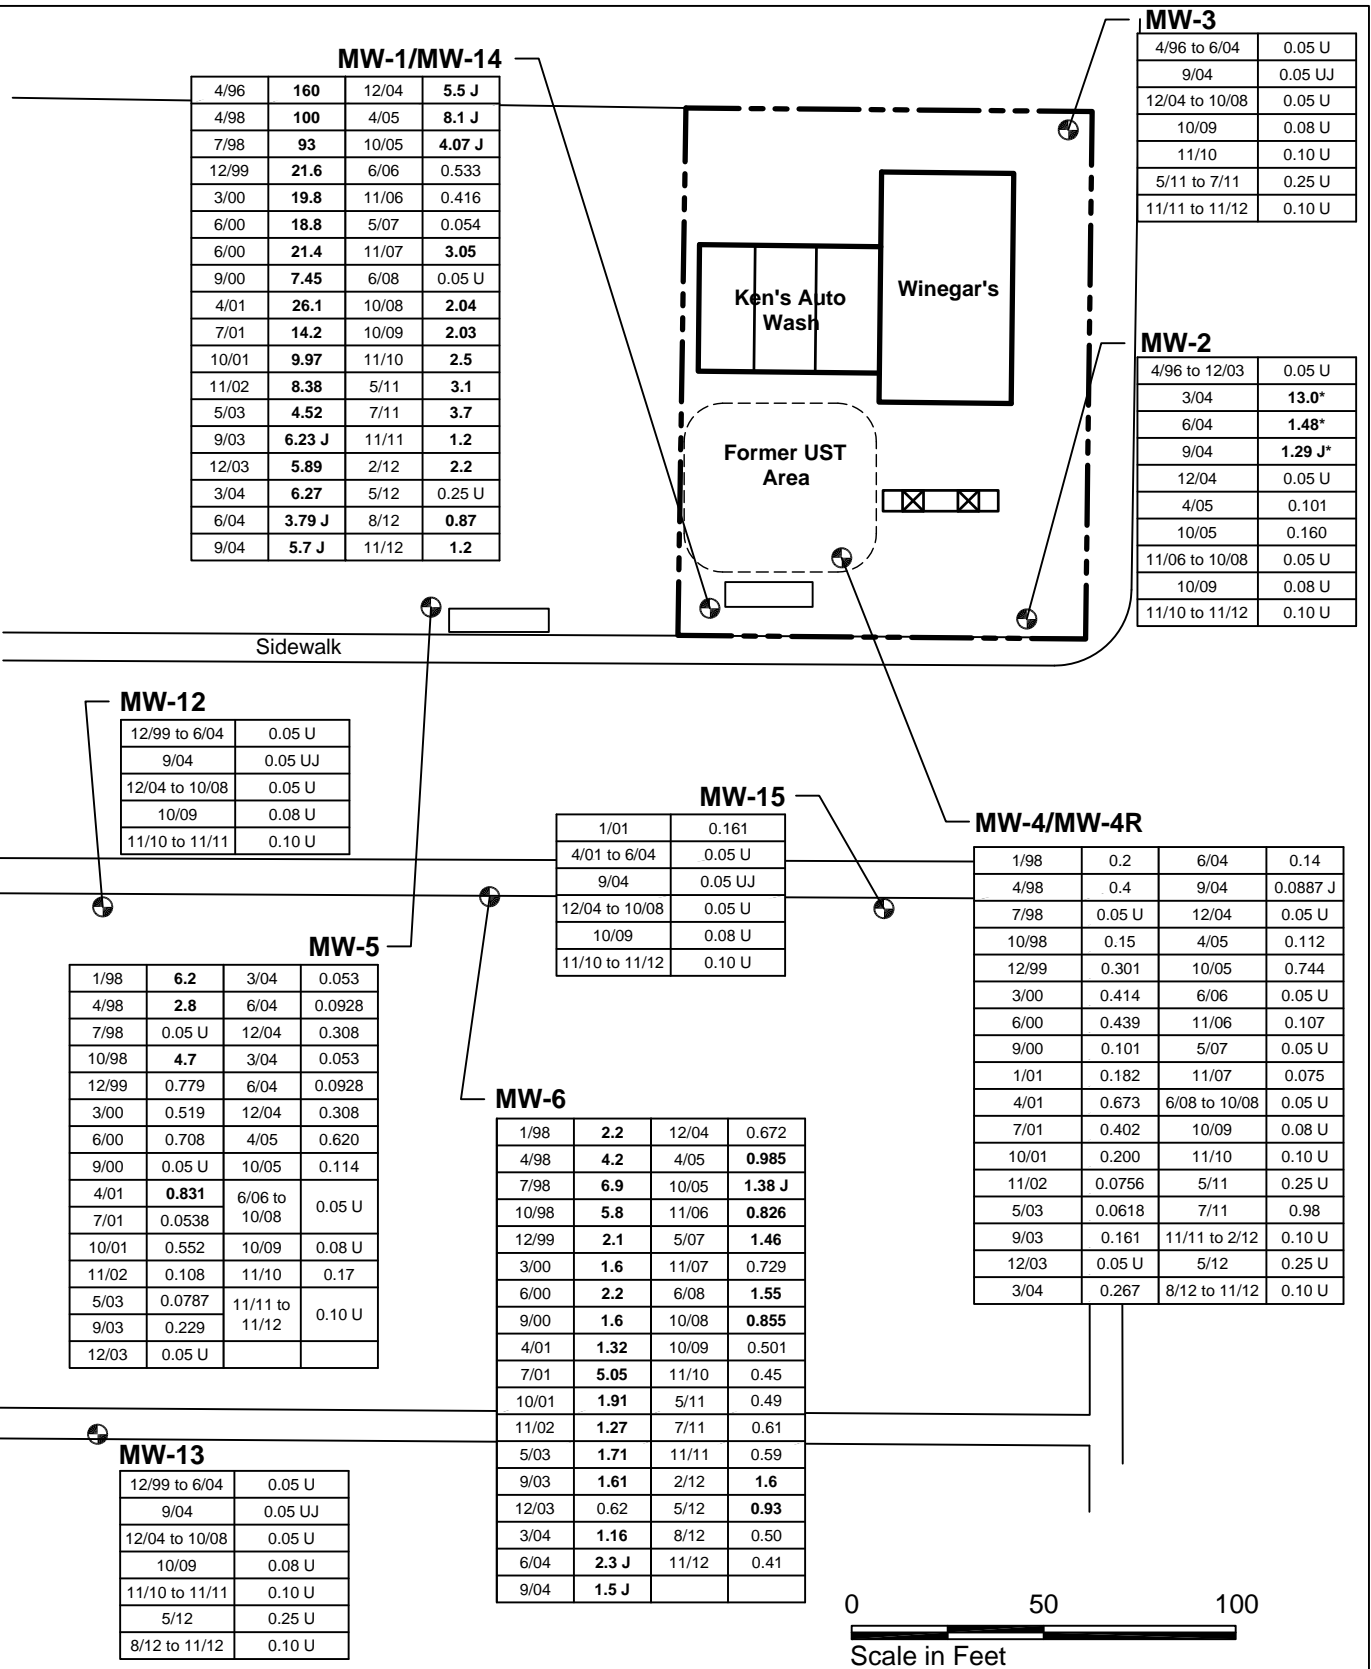 MW-3
4/96 to 6/04 0.05 U
9/04 0.05 UJ
12/04 to 10/08 0.05 U
10/09 0.08 U
11/10 0.10 U
5/11 to 7/11 0.25 U
11/11 to 11/12 0.10 U
MW-1/MW-14
4/96 160 12/04 5.5 J
4/98 100 4/05 8.1 J
7/98 93 10/05 4.07 J
12/99 21.6 6/06 0.533
3/00 19.8 11/06 0.416
6/00 18.8 5/07 0.054
6/00 21.4 11/07 3.05
9/00 7.45 6/08 0.05 U
4/01 26.1 10/08 2.04
7/01 14.2 10/09 2.03
10/01 9.97 11/10 2.5
11/02 8.38 5/11 3.1
5/03 4.52 7/11 3.7
9/03 6.23 J 11/11 1.2
12/03 5.89 2/12 2.2
3/04 6.27 5/12 0.25 U
6/04 3.79 J 8/12 0.87
9/04 5.7 J 11/12 1.2
Ken's Auto
Wash
Winegar's
Former UST
Area
MW-2
4/96 to 12/03 0.05 U
3/04 13.0*
6/04 1.48*
9/04 1.29 J*
12/04 0.05 U
4/05 0.101
10/05 0.160
11/06 to 10/08 0.05 U
10/09 0.08 U
11/10 to 11/12 0.10 U
Sidewalk
MW-12
12/99 to 6/04 0.05 U
9/04 0.05 UJ
12/04 to 10/08 0.05 U
10/09 0.08 U
11/10 to 11/11 0.10 U
MW-15
1/01 0.161
4/01 to 6/04 0.05 U
9/04 0.05 UJ
12/04 to 10/08 0.05 U
10/09 0.08 U
11/10 to 11/12 0.10 U
MW-4/MW-4R
1/98 0.2 6/04 0.14
4/98 0.4 9/04 0.0887 J
7/98 0.05 U 12/04 0.05 U
10/98 0.15 4/05 0.112
12/99 0.301 10/05 0.744
3/00 0.414 6/06 0.05 U
6/00 0.439 11/06 0.107
9/00 0.101 5/07 0.05 U
1/01 0.182 11/07 0.075
4/01 0.673 6/08 to 10/08 0.05 U
7/01 0.402 10/09 0.08 U
10/01 0.200 11/10 0.10 U
11/02 0.0756 5/11 0.25 U
5/03 0.0618 7/11 0.98
9/03 0.161 11/11 to 2/12 0.10 U
12/03 0.05 U 5/12 0.25 U
3/04 0.267 8/12 to 11/12 0.10 U
MW-5
1/98 6.2 3/04 0.053
4/98 2.8 6/04 0.0928
7/98 0.05 U 12/04 0.308
10/98 4.7 3/04 0.053
12/99 0.779 6/04 0.0928
3/00 0.519 12/04 0.308
6/00 0.708 4/05 0.620
9/00 0.05 U 10/05 0.114
4/01 0.831 6/06 to 10/08 0.05 U
7/01 0.0538
10/01 0.552 10/09 0.08 U
11/02 0.108 11/10 0.17
5/03 0.0787 11/11 to 11/12 0.10 U
9/03 0.229
12/03 0.05 U
MW-6
1/98 2.2 12/04 0.672
4/98 4.2 4/05 0.985
7/98 6.9 10/05 1.38 J
10/98 5.8 11/06 0.826
12/99 2.1 5/07 1.46
3/00 1.6 11/07 0.729
6/00 2.2 6/08 1.55
9/00 1.6 10/08 0.855
4/01 1.32 10/09 0.501
7/01 5.05 11/10 0.45
10/01 1.91 5/11 0.49
11/02 1.27 7/11 0.61
5/03 1.71 11/11 0.59
9/03 1.61 2/12 1.6
12/03 0.62 5/12 0.93
3/04 1.16 8/12 0.50
6/04 2.3 J 11/12 0.41
9/04 1.5 J
MW-13
12/99 to 6/04 0.05 U
9/04 0.05 UJ
12/04 to 10/08 0.05 U
10/09 0.08 U
11/10 to 11/11 0.10 U
5/12 0.25 U
8/12 to 11/12 0.10 U
0 50 100
Scale in Feet